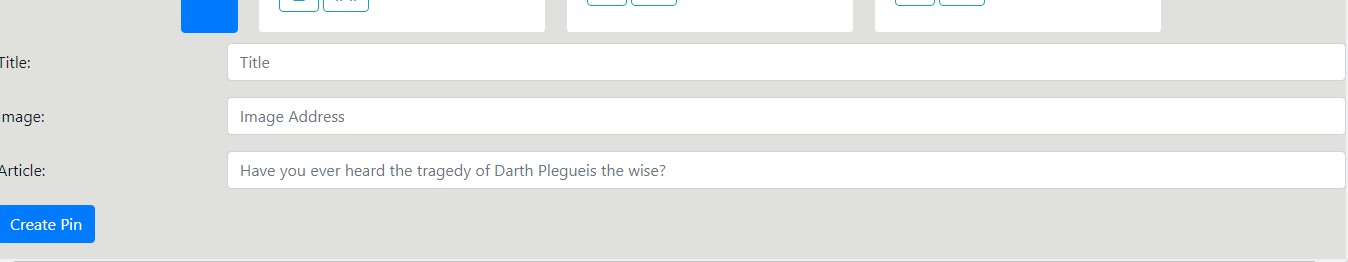 Title:
Title
Image:
Image Address
Article:
Have you ever heard the tragedy of Darth Plegueis the wise?
Create Pin